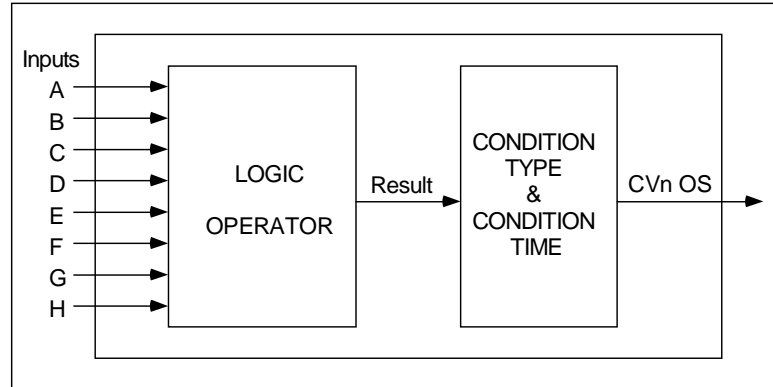 Inputs
A
B
C
D
E
F
G
H
LOGIC
OPERATOR
Result
CONDITION
TYPE
&
CONDITION
TIME
CVn OS